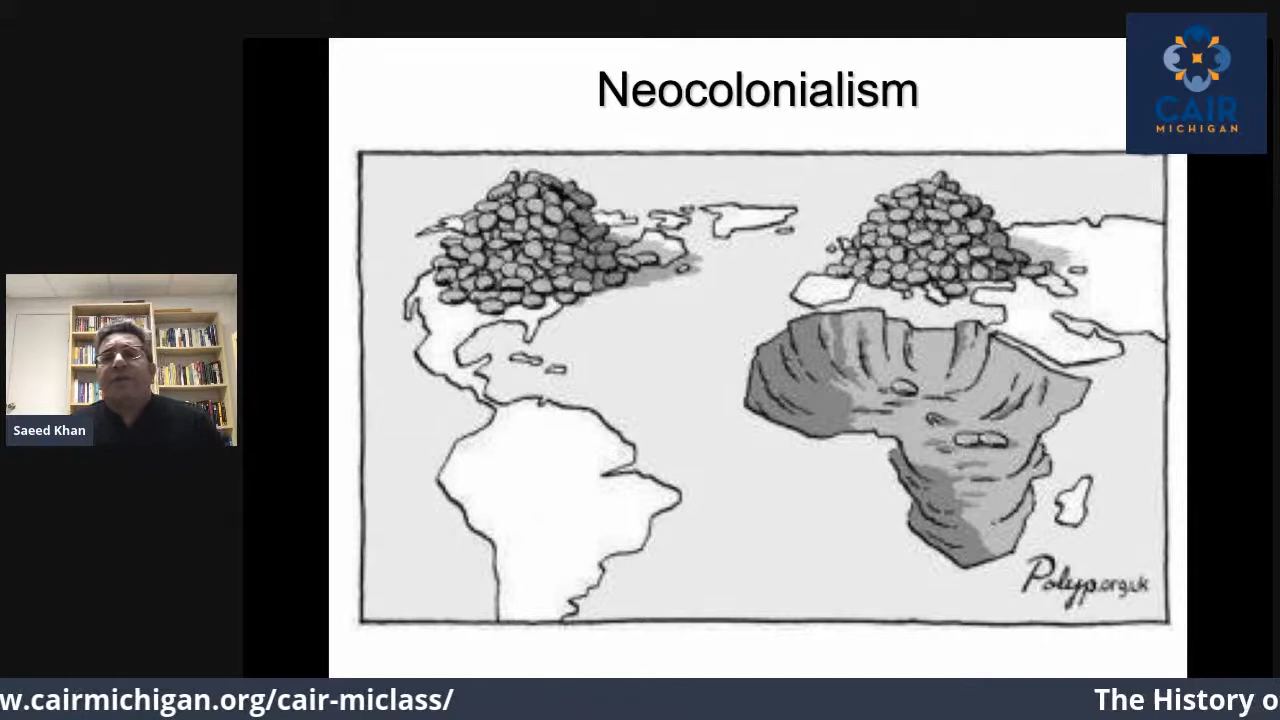 Neocolonialism
CAIR
MICHIGAN
Saeed Khan
Polyp.org.uk
w.cairmichigan.org/cair-miclass/
The History o